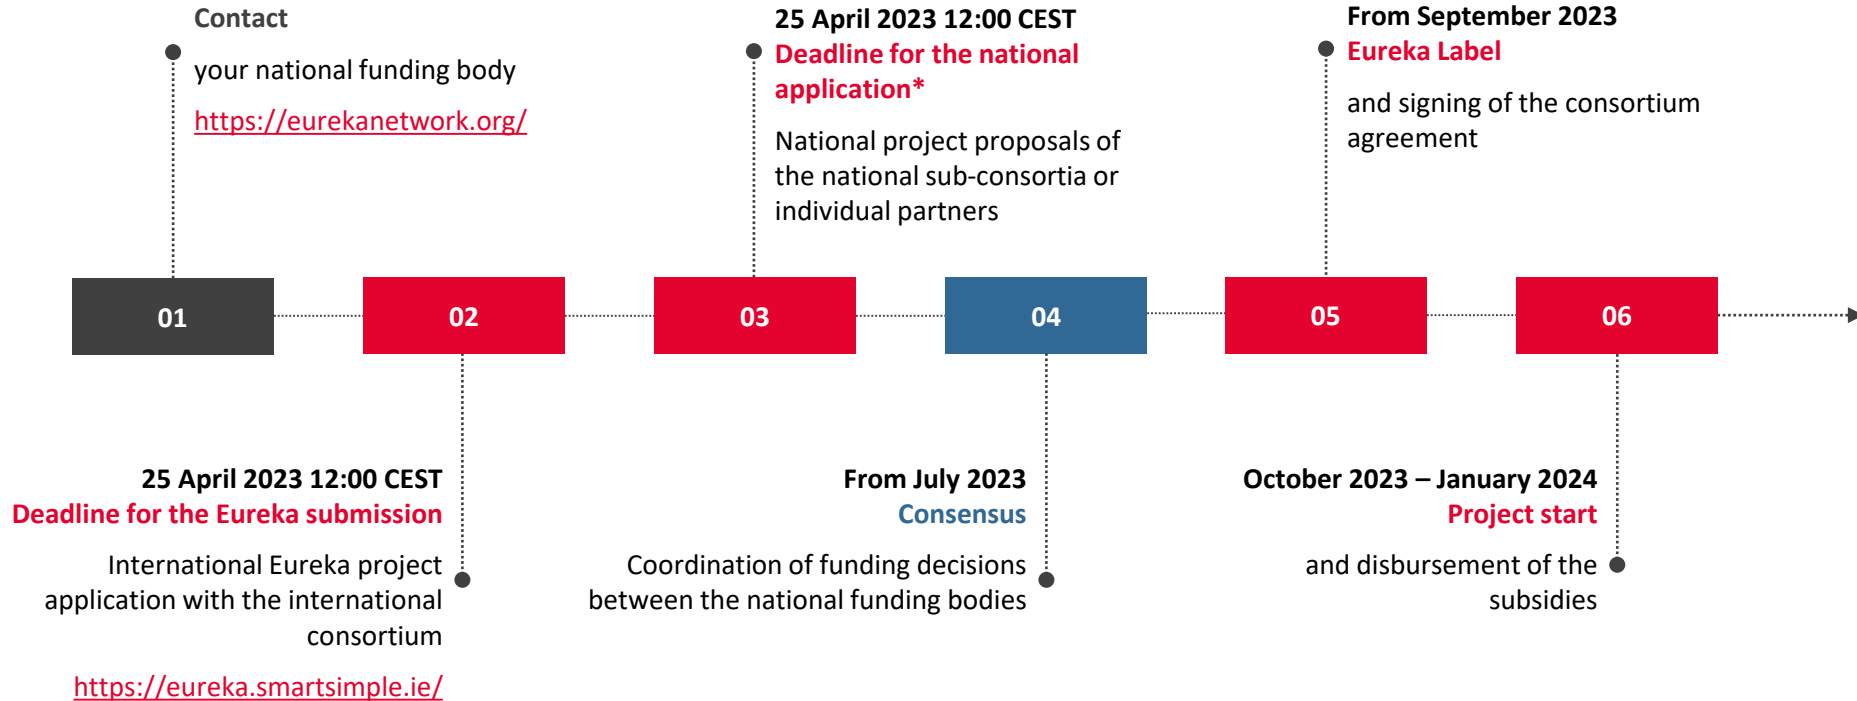 Contact
your national funding body
https://eurekanetwork.org/
25 April 2023 12:00 CEST
Deadline for the national
application*
National project proposals of
the national sub-consortia or
individual partners
From September 2023
Eureka Label
and signing of the consortium
agreement
01
02
03
04
05
06
25 April 2023 12:00 CEST
Deadline for the Eureka submission
International Eureka project
application with the international
consortium
https://eureka.smartsimple.ie/
From July 2023
Consensus
Coordination of funding decisions
between the national funding bodies
October 2023 – January 2024
Project start
and disbursement of the
subsidies